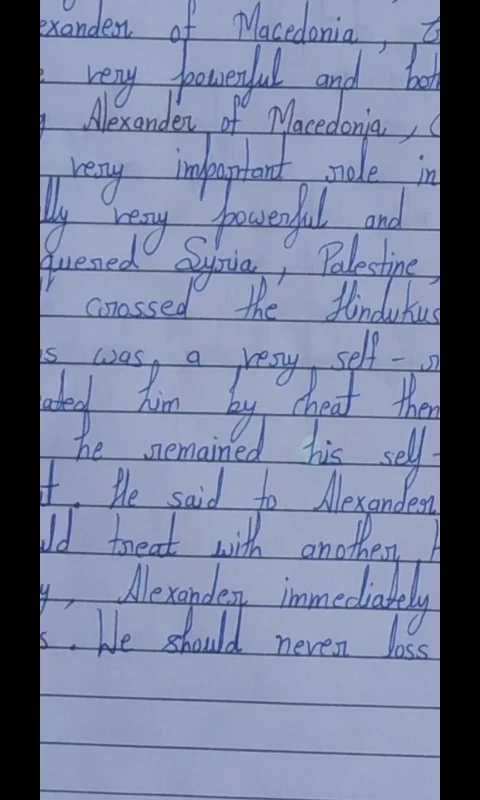 exander of Macedonia,
very powerful and both
Alexander of Macedonia, (
very important role in
lly very powerful and
quered Syria, Palestine,
crossed the Hindukus
s was, a very self-
ated him by cheat then
he remained his self-
t. He said to Alexander
uld treat with another
y, Alexander immediately
s. We should never loss